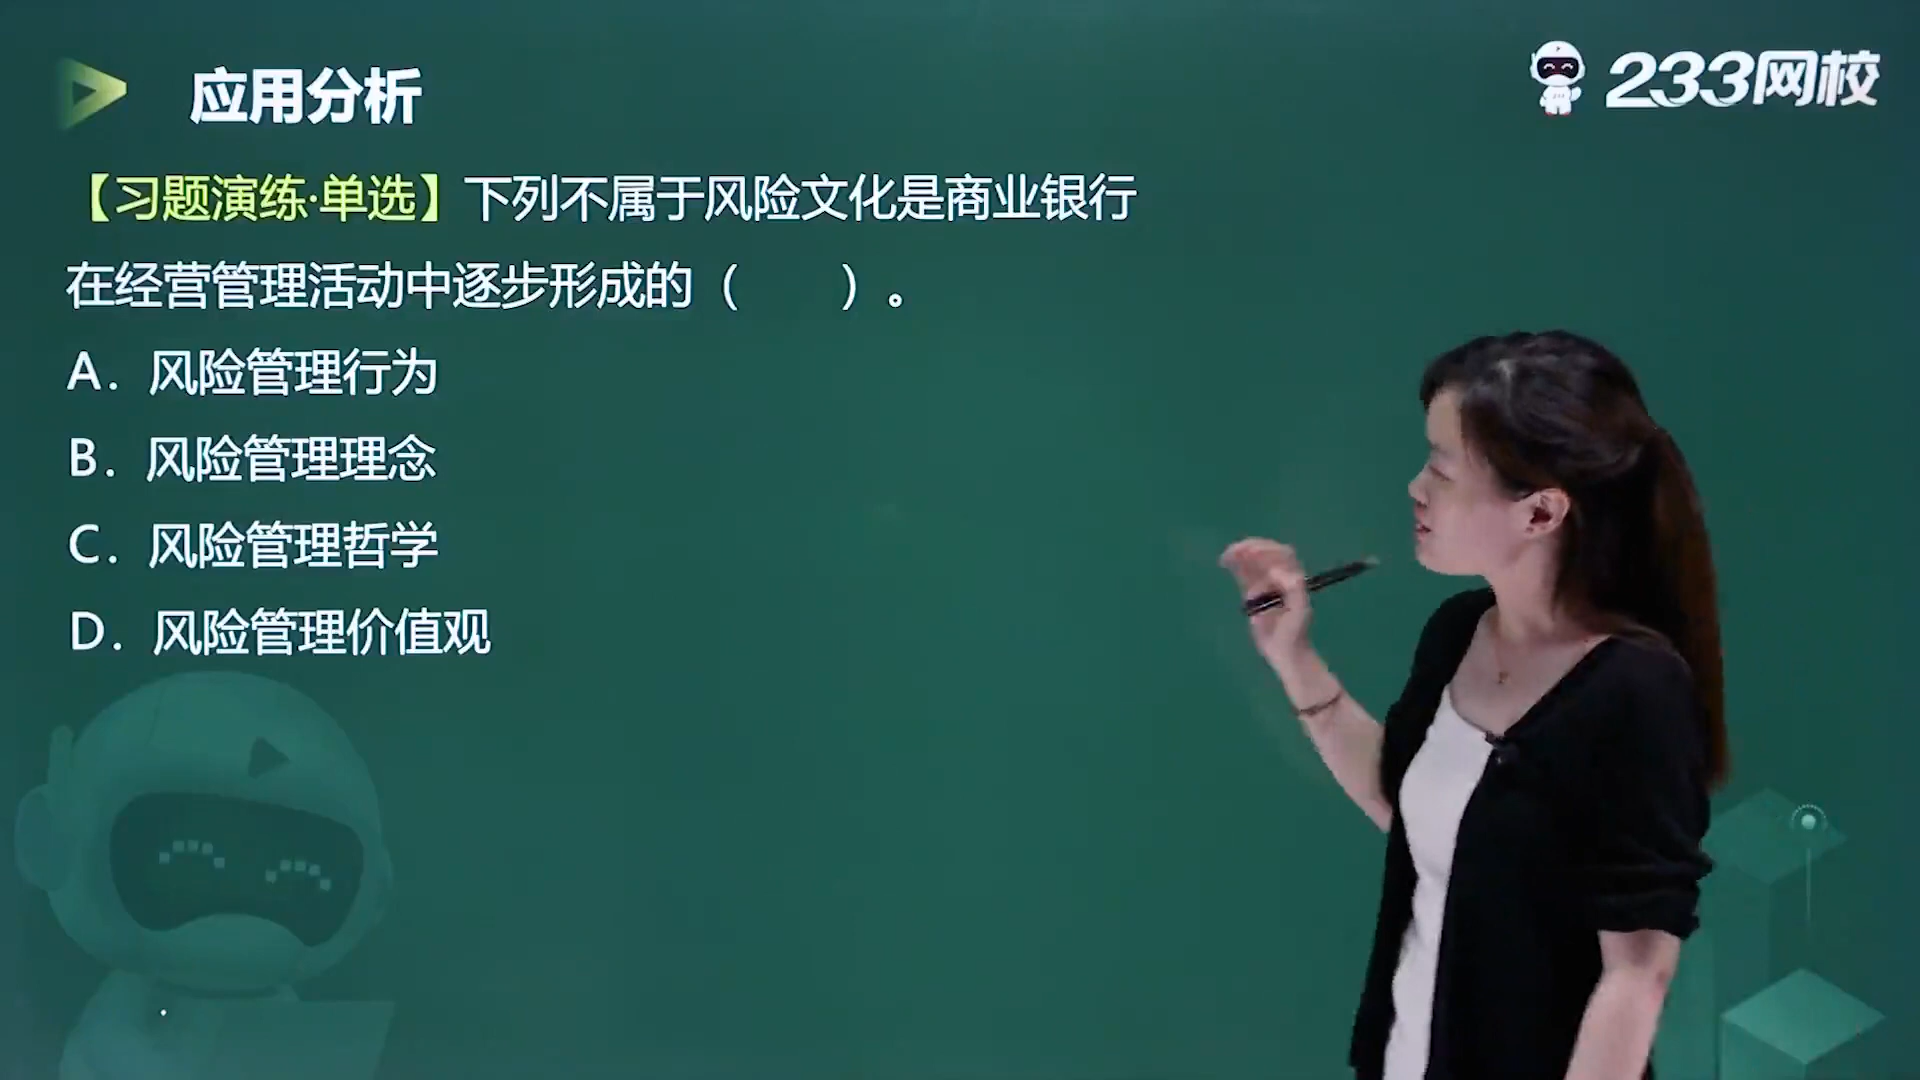 应用分析
233网校
【习题演练·单选】下列不属于风险文化是商业银行
在经营管理活动中逐步形成的（　　）。
A. 风险管理行为
B. 风险管理理念
C. 风险管理哲学
D. 风险管理价值观